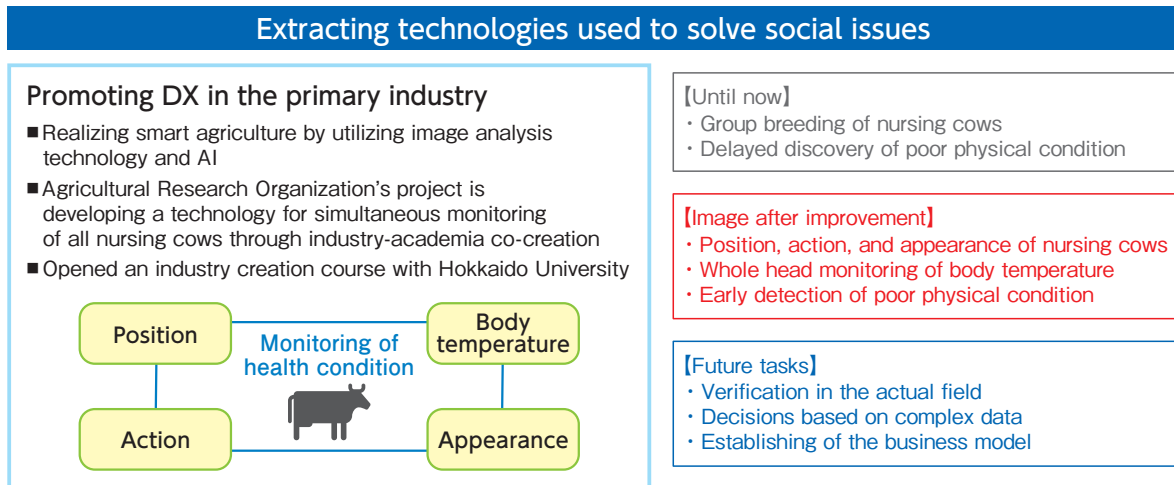 Extracting technologies used to solve social issues
Promoting DX in the primary industry
■ Realizing smart agriculture by utilizing image analysis
technology and AI
■ Agricultural Research Organization's project is
developing a technology for simultaneous monitoring
of all nursing cows through industry-academia co-creation
■ Opened an industry creation course with Hokkaido University
Position
Monitoring of
health condition
Body
temperature
Action
Appearance
【Until now】
・Group breeding of nursing cows
・Delayed discovery of poor physical condition
【Image after improvement】
・Position, action, and appearance of nursing cows
・Whole head monitoring of body temperature
・Early detection of poor physical condition
【Future tasks】
・Verification in the actual field
・Decisions based on complex data
・Establishing of the business model